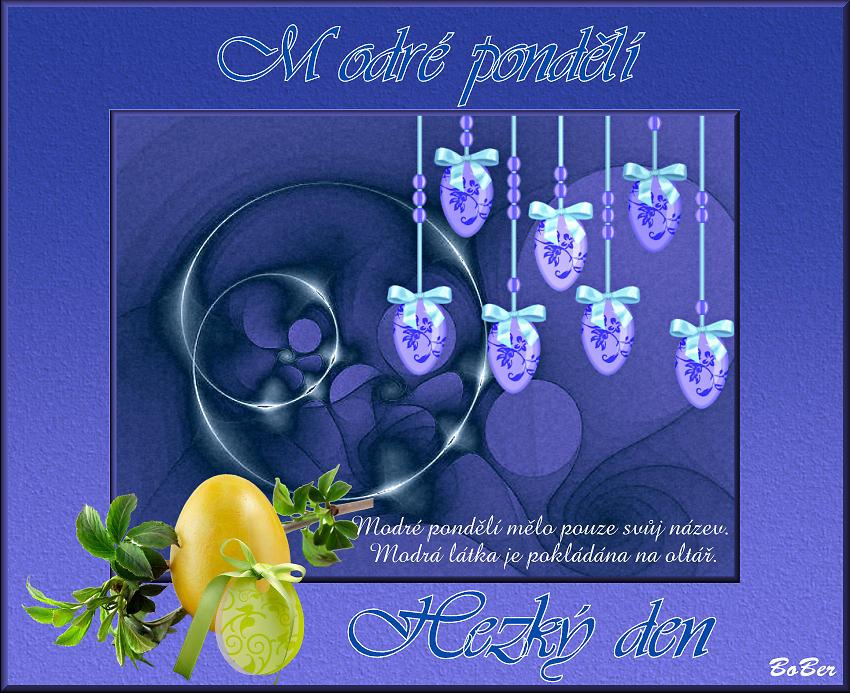 Modré pondělí
Modré pondělí mělo pouze svůj název.
Modrá látka je pokládána na oltář.
Hezký den
BoBer